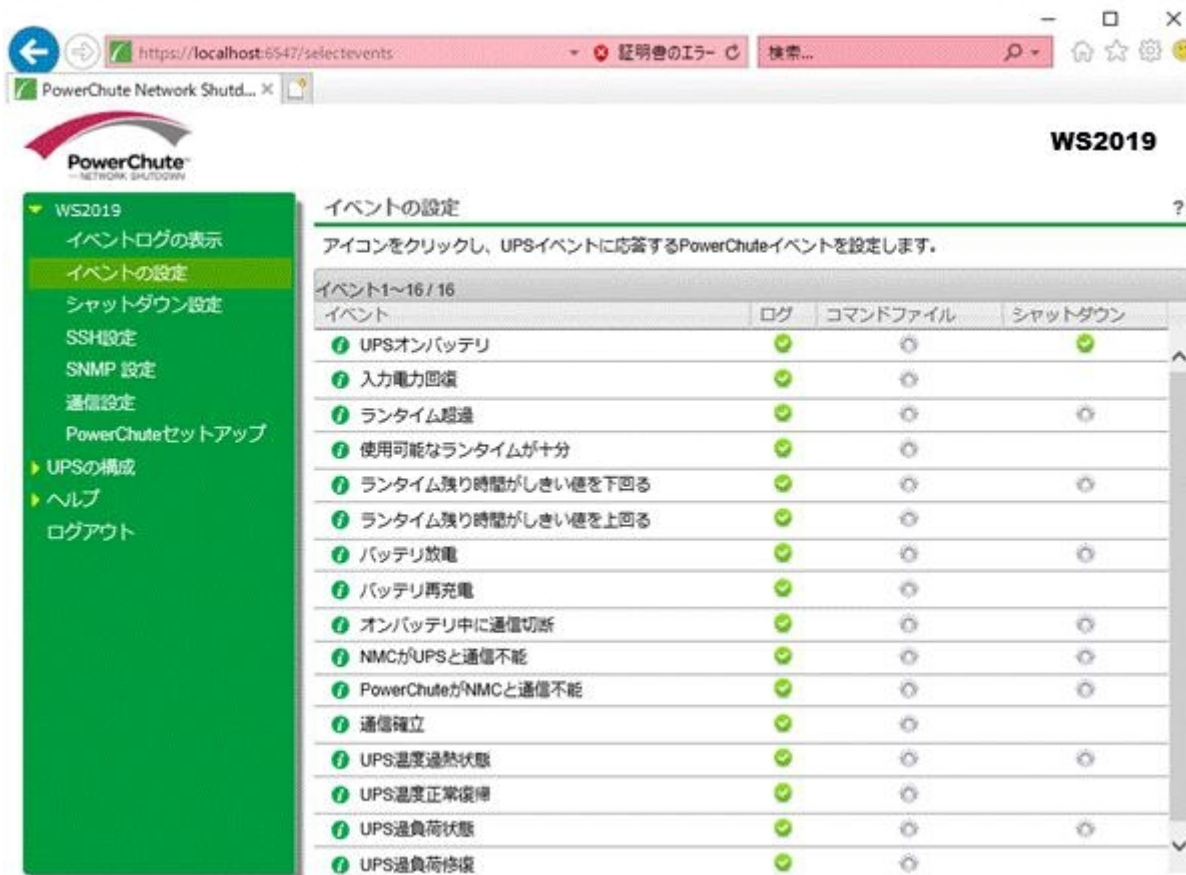 https://localhost:6547/selectevents
証明書のエラー
検索...
PowerChute Network Shutd...
PowerChute
NETWORK SHUTDOWN
WS2019
WS2019
イベントログの表示
イベントの設定
シャットダウン設定
SSH設定
SNMP 設定
通信設定
PowerChuteセットアップ
UPSの構成
ヘルプ
ログアウト
イベントの設定
?
アイコンをクリックし、UPSイベントに応答するPowerChuteイベントを設定します。
イベント1~16 / 16
イベント ログ コマンドファイル シャットダウン
UPSオンバッテリ
入力電力回復
ランタイム超過
使用可能なランタイムが十分
ランタイム残り時間がしきい値を下回る
ランタイム残り時間がしきい値を上回る
バッテリ放電
バッテリ再充電
オンバッテリ中に通信切断
NMCがUPSと通信不能
PowerChuteがNMCと通信不能
通信確立
UPS温度過熱状態
UPS温度正常復帰
UPS過負荷状態
UPS過負荷修復